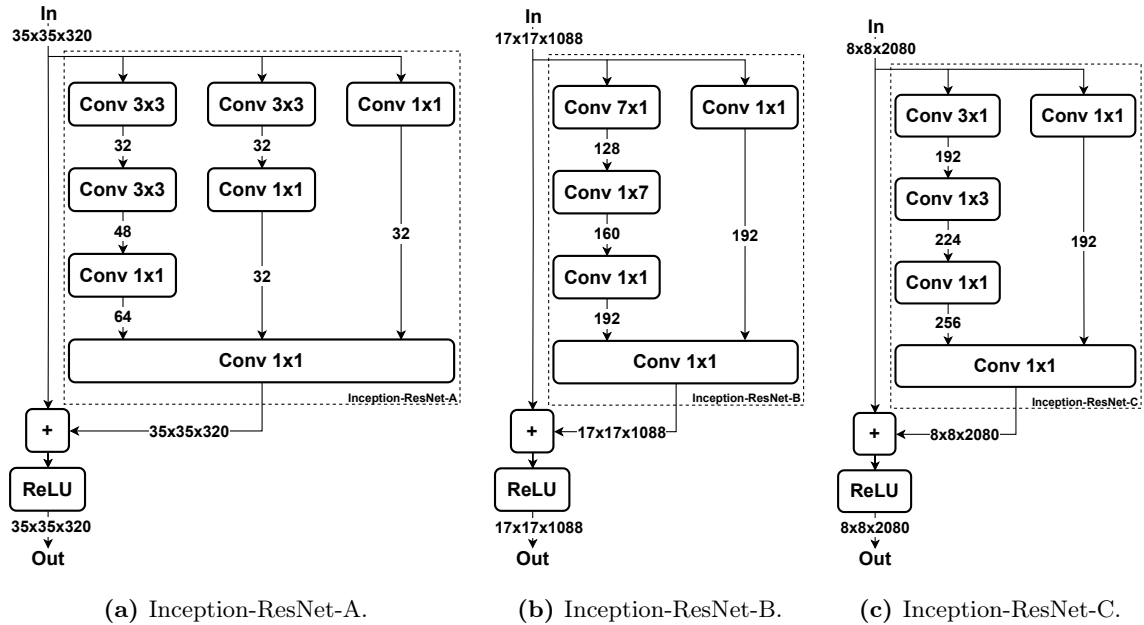 In
35x35x320
Conv 3x3
Conv 3x3
Conv 1x1
32
32
Conv 3x3
Conv 1x1
48
32
Conv 1x1
32
64
Conv 1x1
Inception-ResNet-A
+
35x35x320
ReLU
35x35x320
Out
(a) Inception-ResNet-A.
In
17x17x1088
Conv 7x1
Conv 1x1
128
Conv 1x7
160
192
Conv 1x1
192
Conv 1x1
Inception-ResNet-B
+
17x17x1088
ReLU
17x17x1088
Out
(b) Inception-ResNet-B.
In
8x8x2080
Conv 3x1
Conv 1x1
192
Conv 1x3
224
192
Conv 1x1
256
Conv 1x1
Inception-ResNet-C
+
8x8x2080
ReLU
8x8x2080
Out
(c) Inception-ResNet-C.